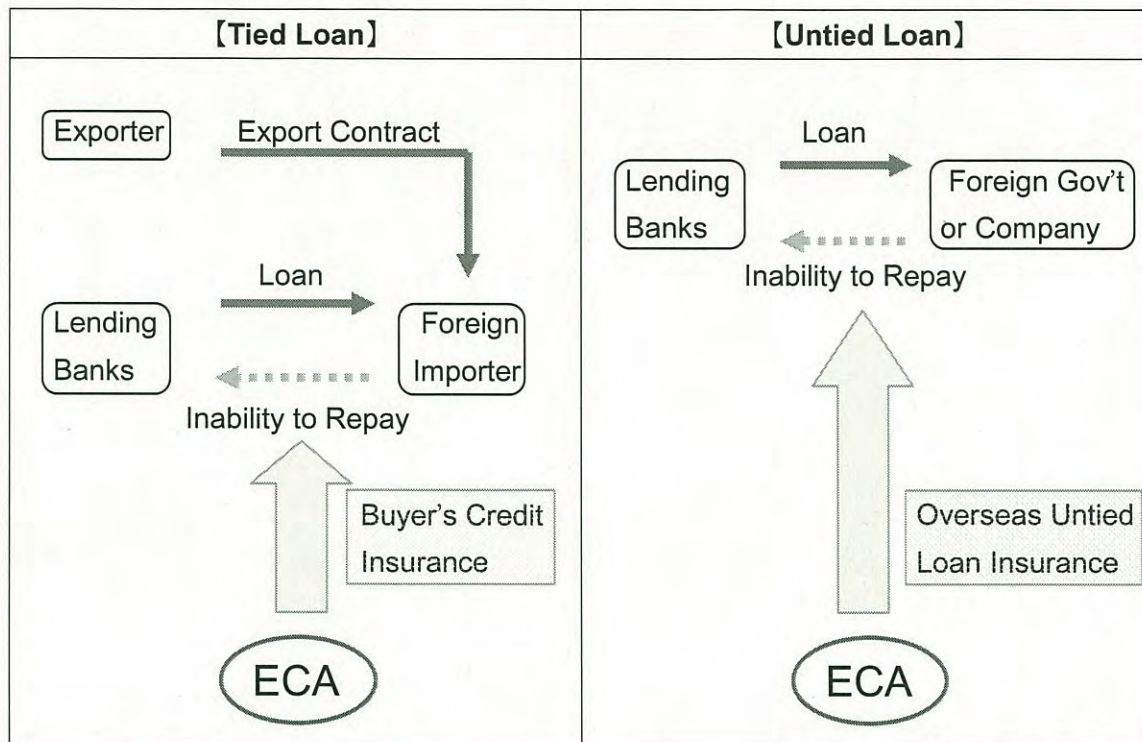 【Tied Loan】
Exporter
Export Contract
Loan
Lending
Banks
Foreign
Importer
Inability to Repay
Buyer's Credit
Insurance
ECA
【Untied Loan】
Loan
Lending
Banks
Foreign Gov't
or Company
Inability to Repay
Overseas Untied
Loan Insurance
ECA